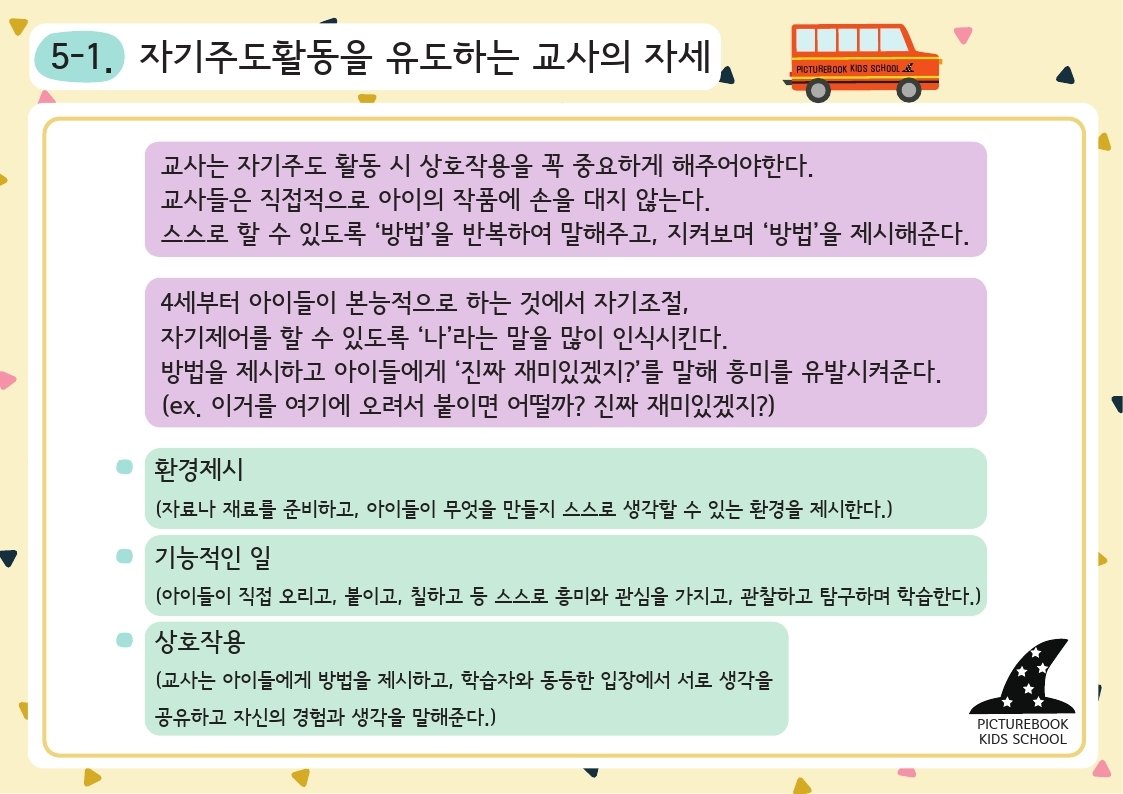 5-1. 자기주도활동을 유도하는 교사의 자세
PICTUREBOOK KIDS SCHOOL
교사는 자기주도 활동 시 상호작용을 꼭 중요하게 해주어야한다.
교사들은 직접적으로 아이의 작품에 손을 대지 않는다.
스스로 할 수 있도록 ‘방법’을 반복하여 말해주고, 지켜보며 ‘방법’을 제시해준다.
4세부터 아이들이 본능적으로 하는 것에서 자기조절,
자기제어를 할 수 있도록 ‘나’라는 말을 많이 인식시킨다.
방법을 제시하고 아이들에게 ‘진짜 재미있겠지?’를 말해 흥미를 유발시켜준다.
(ex. 이거를 여기에 오려서 붙이면 어떨까? 진짜 재미있겠지?)
환경제시
(자료나 재료를 준비하고, 아이들이 무엇을 만들지 스스로 생각할 수 있는 환경을 제시한다.)
기능적인 일
(아이들이 직접 오리고, 붙이고, 칠하고 등 스스로 흥미와 관심을 가지고, 관찰하고 탐구하며 학습한다.)
상호작용
(교사는 아이들에게 방법을 제시하고, 학습자와 동등한 입장에서 서로 생각을
공유하고 자신의 경험과 생각을 말해준다.)
PICTUREBOOK
KIDS SCHOOL